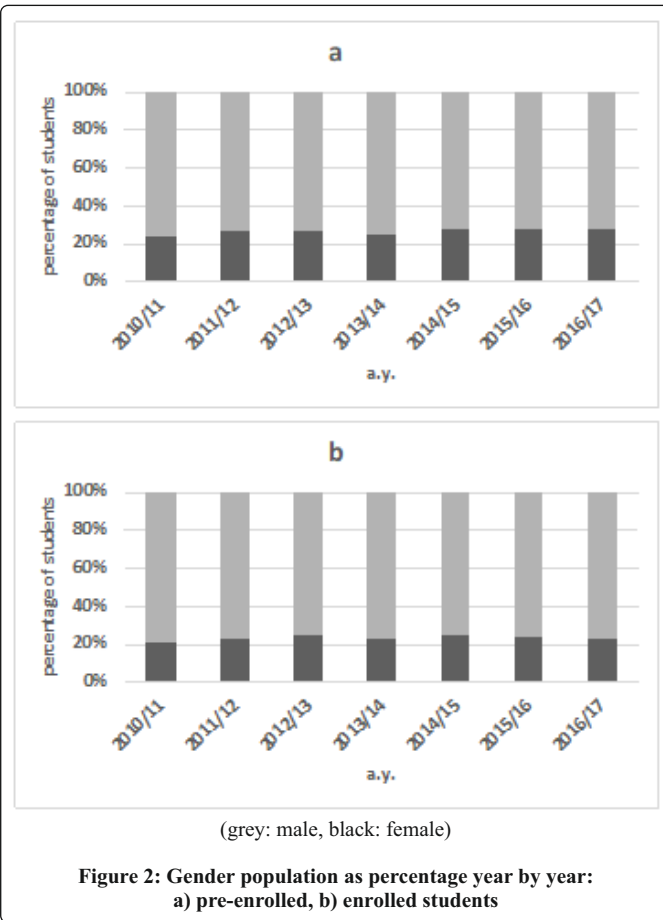 a
percentage of students
100%
80%
60%
40%
20%
0%
2010/11
2011/12
2012/13
2013/14
2014/15
2015/16
2016/17
a.y.
b
percentage of students
100%
80%
60%
40%
20%
0%
2010/11
2011/12
2012/13
2013/14
2014/15
2015/16
2016/17
a.y.
(grey: male, black: female)
Figure 2: Gender population as percentage year by year:
a) pre-enrolled, b) enrolled students